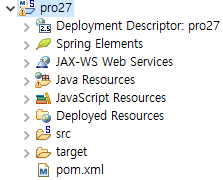 pro27
Deployment Descriptor: pro27
Spring Elements
JAX-WS Web Services
Java Resources
JavaScript Resources
Deployed Resources
src
target
pom.xml